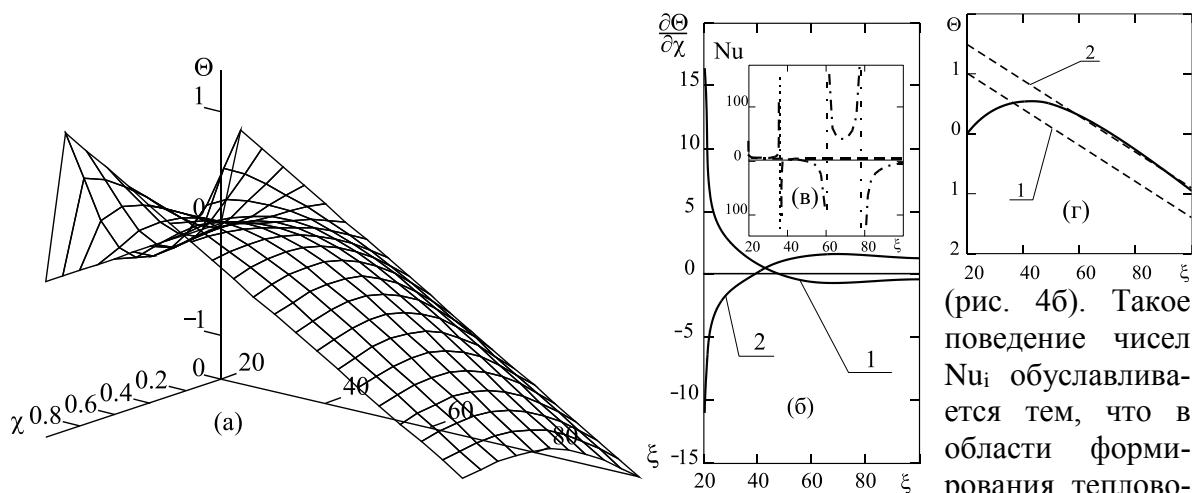 Θ
1
0
−1
0
20
40
60
80
0.2
0.4
0.6
0.8
χ
(а)
ξ
∂Θ
∂χ
15
10
5
0
-5
-10
-15
20 40 60 80 ξ
2
1
(б)
Nu
100
0
100
20 40 60 80 ξ
(в)
Θ
1
0
1
2
20 40 60 80 ξ
2
1
(г)
(рис. 4б). Такое
поведение чисел
Nuᵢ обуславлива-
ется тем, что в
области форми-
рования теплово-